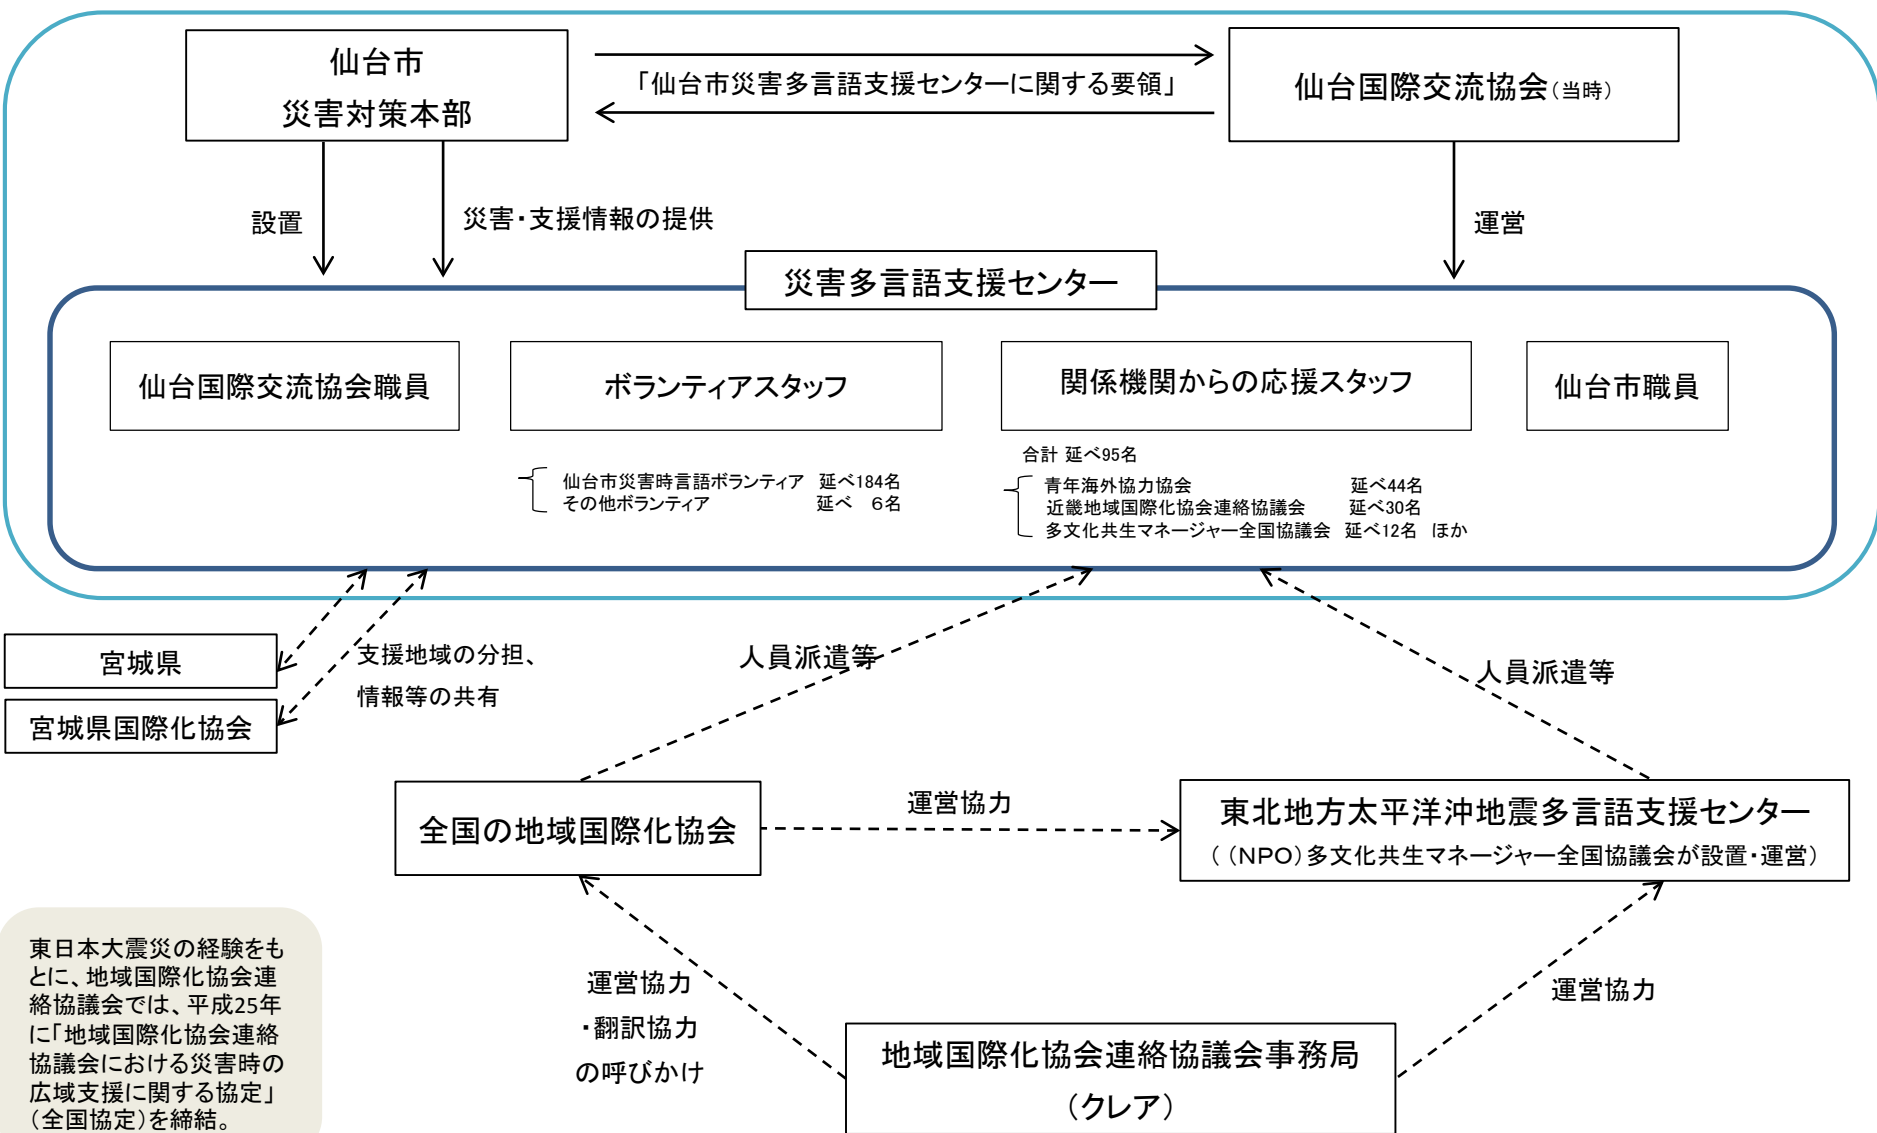 仙台市
災害対策本部
「仙台市災害多言語支援センターに関する要領」
仙台国際交流協会（当時）
設置
災害・支援情報の提供
運営
災害多言語支援センター
仙台国際交流協会職員
ボランティアスタッフ
関係機関からの応援スタッフ
仙台市職員
仙台市災害時言語ボランティア 延べ184名
その他ボランティア 延べ 6名
合計 延べ95名
青年海外協力協会 延べ44名
近畿地域国際化協会連絡協議会 延べ30名
多文化共生マネージャー全国協議会 延べ12名 ほか
宮城県
宮城県国際化協会
支援地域の分担、
情報等の共有
人員派遣等
人員派遣等
全国の地域国際化協会
運営協力
東北地方太平洋沖地震多言語支援センター
（（NPO）多文化共生マネージャー全国協議会が設置・運営）
運営協力
・翻訳協力
の呼びかけ
運営協力
地域国際化協会連絡協議会事務局
（クレア）
東日本大震災の経験をも
とに、地域国際化協会連
絡協議会では、平成25年
に「地域国際化協会連絡
協議会における災害時の
広域支援に関する協定」
（全国協定）を締結。